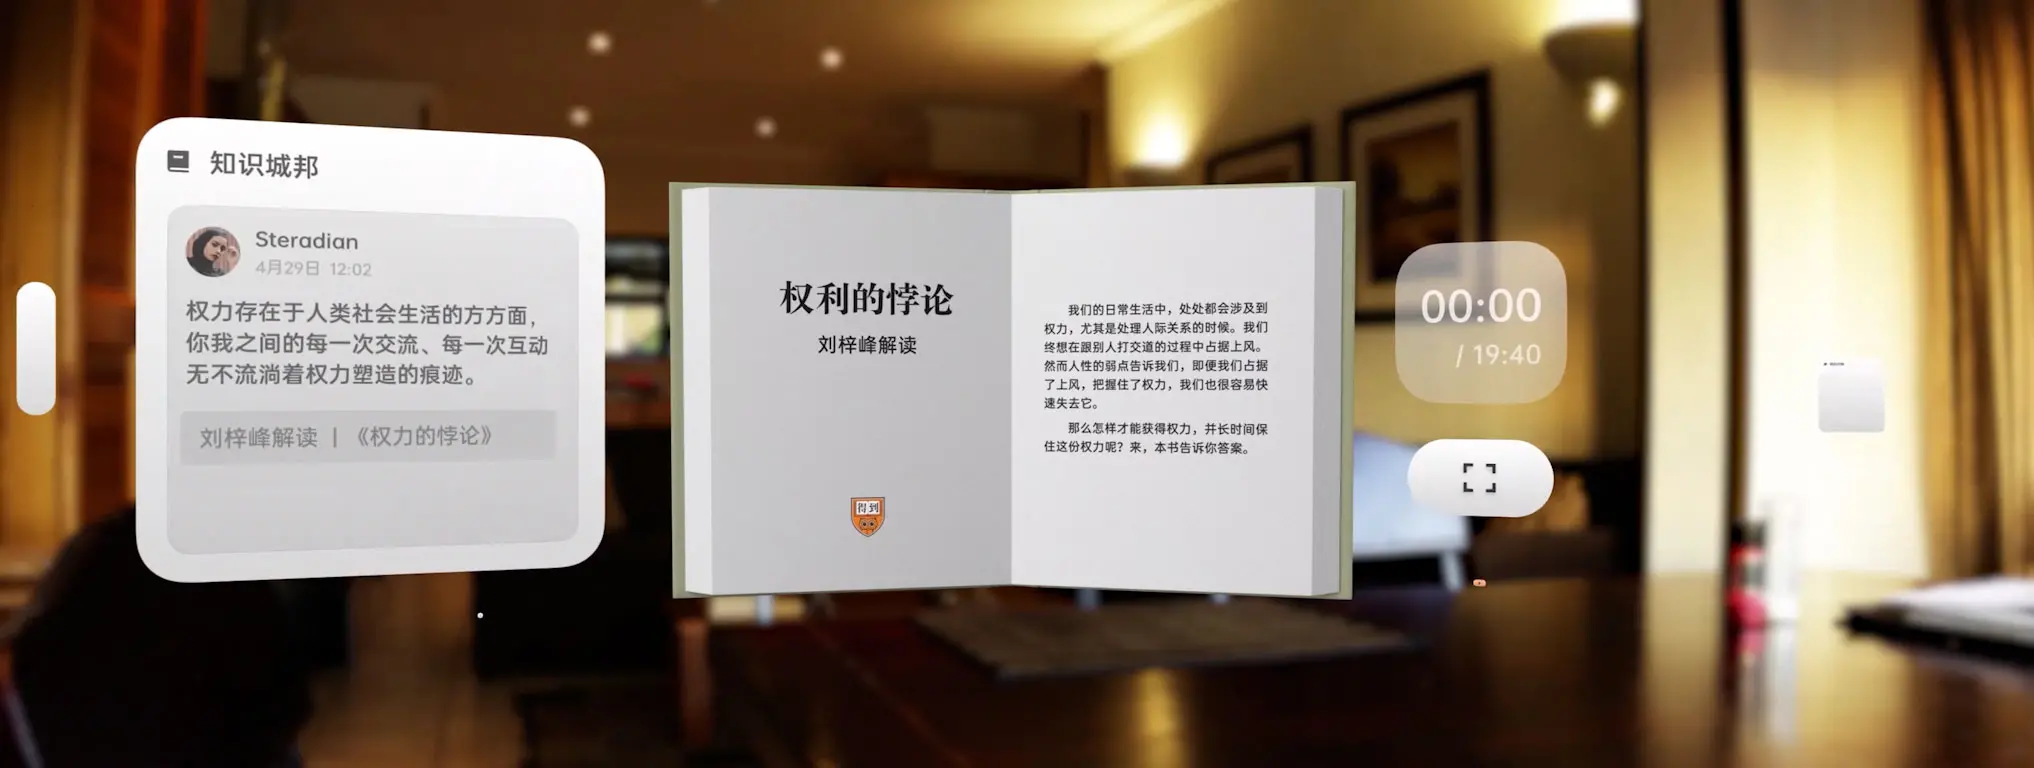 知识城邦
Steradian
4月29日 12:02
权力存在于人类社会生活的方方面，
你我之间的每一次交流、每一次互动
无不流淌着权力塑造的痕迹。
刘梓峰解读 | 《权力的悖论》
权利的悖论
刘梓峰解读
得到
我们的日常生活中，处处都会涉及到
权力，尤其是处理人际关系的时候。我们
终想在跟别人打交道的过程中占据上风。
然而人性的弱点告诉我们，即便我们占据
了上风，把握住了权力，我们也很容易快
速失去它。
那么怎样才能获得权力，并长时间保
住这份权力呢？来，本书告诉你答案。
00:00
/ 19:40